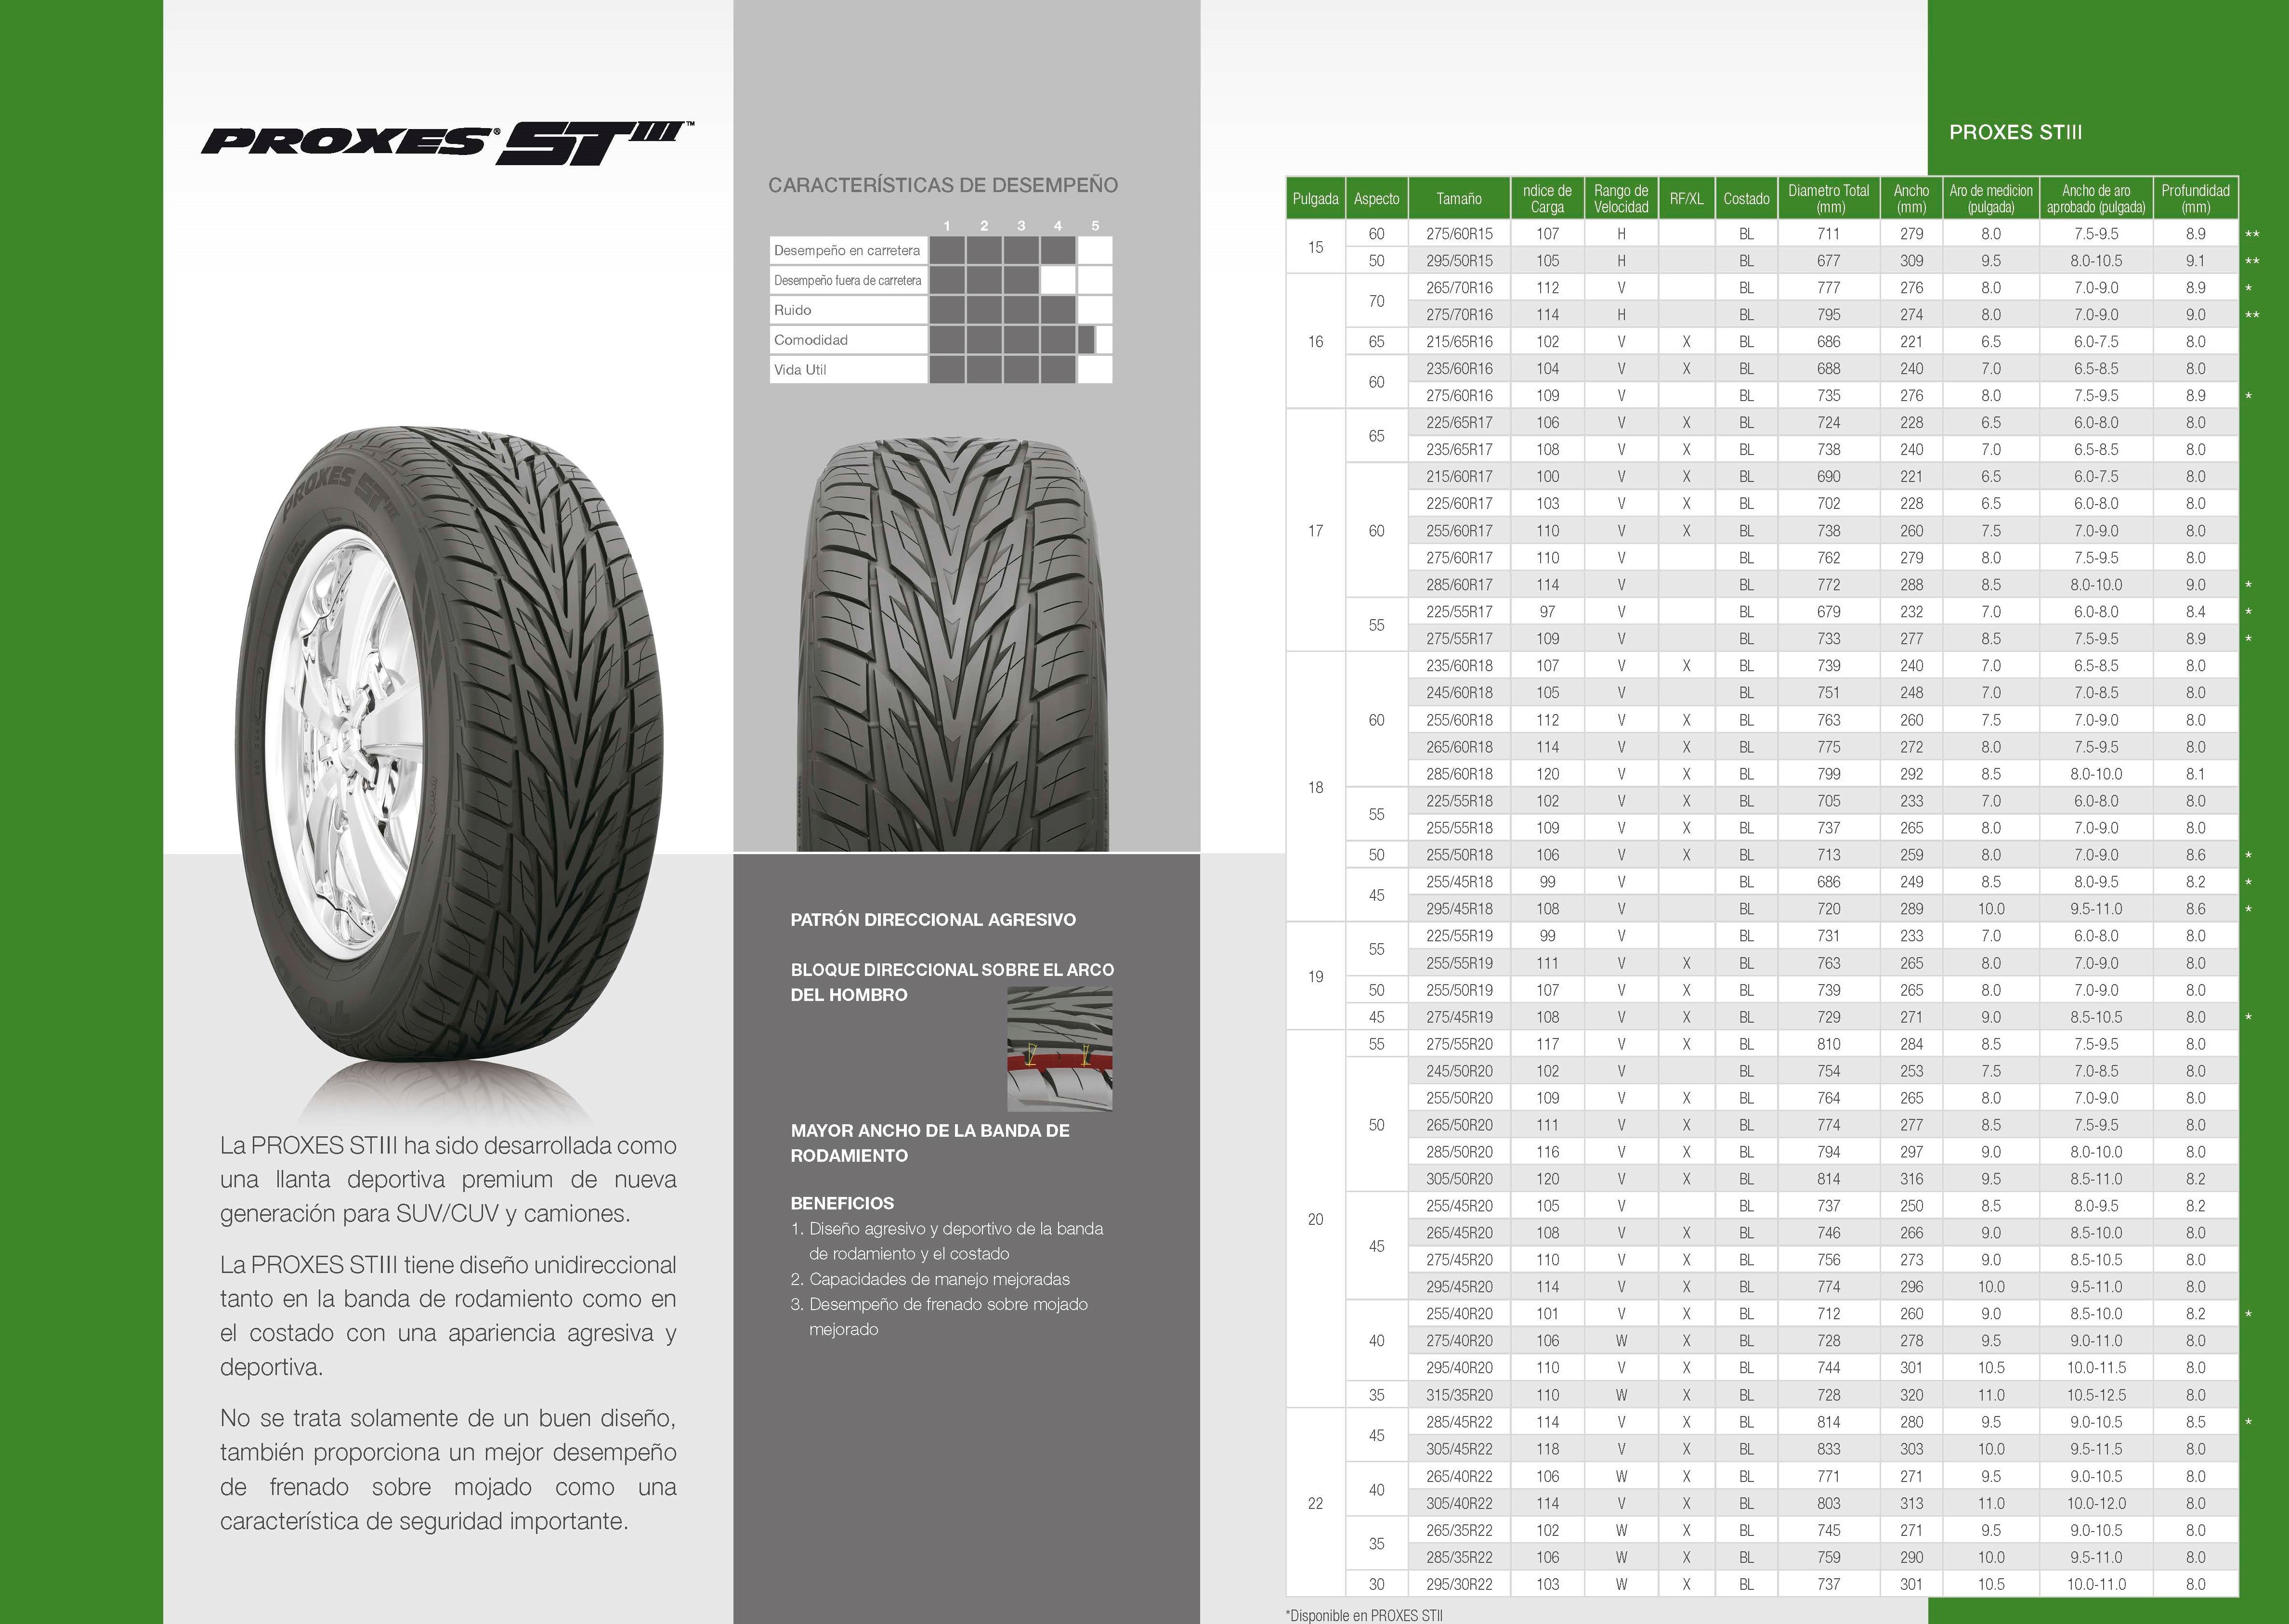 PROXES® STIII™
CARACTERÍSTICAS DE DESEMPEÑO
1 2 3 4 5
Desempeño en carretera
Desempeño fuera de carretera
Ruido
Comodidad
Vida Util
PROXES STIII
La PROXES STIII ha sido desarrollada como
una llanta deportiva premium de nueva
generación para SUV/CUV y camiones.
La PROXES STIII tiene diseño unidireccional
tanto en la banda de rodamiento como en
el costado con una apariencia agresiva y
deportiva.
No se trata solamente de un buen diseño,
también proporciona un mejor desempeño
de frenado sobre mojado como una
característica de seguridad importante.
PATRÓN DIRECCIONAL AGRESIVO
BLOQUE DIRECCIONAL SOBRE EL ARCO
DEL HOMBRO
MAYOR ANCHO DE LA BANDA DE
RODAMIENTO
BENEFICIOS
1. Diseño agresivo y deportivo de la banda
de rodamiento y el costado
2. Capacidades de manejo mejoradas
3. Desempeño de frenado sobre mojado
mejorado
PROXES STIII
Pulgada Aspecto Tamaño ndice de Carga Rango de Velocidad RF/XL Costado Diametro Total (mm) Ancho (mm) Aro de medicion (pulgada) Ancho de aro aprobado (pulgada) Profundidad (mm)
15 60 275/60R15 107 H BL 711 279 8.0 7.5-9.5 8.9 **
50 295/50R15 105 H BL 677 309 9.5 8.0-10.5 9.1 **
16 70 265/70R16 112 V BL 777 276 8.0 7.0-9.0 8.9 *
275/70R16 114 H BL 795 274 8.0 7.0-9.0 9.0 **
65 215/65R16 102 V X BL 686 221 6.5 6.0-7.5 8.0
60 235/60R16 104 V X BL 688 240 7.0 6.5-8.5 8.0
275/60R16 109 V BL 735 276 8.0 7.5-9.5 8.9 *
17 65 225/65R17 106 V X BL 724 228 6.5 6.0-8.0 8.0
235/65R17 108 V X BL 738 240 7.0 6.5-8.5 8.0
60 215/60R17 100 V X BL 690 221 6.5 6.0-7.5 8.0
225/60R17 103 V X BL 702 228 6.5 6.0-8.0 8.0
255/60R17 110 V X BL 738 260 7.5 7.0-9.0 8.0
275/60R17 110 V BL 762 279 8.0 7.5-9.5 8.0
285/60R17 114 V BL 772 288 8.5 8.0-10.0 9.0 *
55 225/55R17 97 V BL 679 232 7.0 6.0-8.0 8.4 *
275/55R17 109 V BL 733 277 8.5 7.5-9.5 8.9 *
18 60 235/60R18 107 V X BL 739 240 7.0 6.5-8.5 8.0
245/60R18 105 V BL 751 248 7.0 7.0-8.5 8.0
255/60R18 112 V X BL 763 260 7.5 7.0-9.0 8.0
265/60R18 114 V X BL 775 272 8.0 7.5-9.5 8.0
285/60R18 120 V X BL 799 292 8.5 8.0-10.0 8.1
55 225/55R18 102 V X BL 705 233 7.0 6.0-8.0 8.0
255/55R18 109 V X BL 737 265 8.0 7.0-9.0 8.0
50 255/50R18 106 V X BL 713 259 8.0 7.0-9.0 8.6 *
45 255/45R18 99 V BL 686 249 8.5 8.0-9.5 8.2 *
295/45R18 108 V BL 720 289 10.0 9.5-11.0 8.6 *
19 55 225/55R19 99 V BL 731 233 7.0 6.0-8.0 8.0
255/55R19 111 V X BL 763 265 8.0 7.0-9.0 8.0
50 255/50R19 107 V X BL 739 265 8.0 7.0-9.0 8.0
45 275/45R19 108 V X BL 729 271 9.0 8.5-10.5 8.0 *
20 55 275/55R20 117 V X BL 810 284 8.5 7.5-9.5 8.0
50 245/50R20 102 V BL 754 253 7.5 7.0-8.5 8.0
255/50R20 109 V X BL 764 265 8.0 7.0-9.0 8.0
265/50R20 111 V X BL 774 277 8.5 7.5-9.5 8.0
285/50R20 116 V X BL 794 297 9.0 8.0-10.0 8.0
305/50R20 120 V X BL 814 316 9.5 8.5-11.0 8.2
45 255/45R20 105 V BL 737 250 8.5 8.0-9.5 8.2
265/45R20 108 V X BL 746 266 9.0 8.5-10.0 8.0
275/45R20 110 V X BL 756 273 9.0 8.5-10.5 8.0
295/45R20 114 V X BL 774 296 10.0 9.5-11.0 8.0
40 255/40R20 101 V X BL 712 260 9.0 8.5-10.0 8.2 *
275/40R20 106 W X BL 728 278 9.5 9.0-11.0 8.0
295/40R20 110 V X BL 744 301 10.5 10.0-11.5 8.0
35 315/35R20 110 W X BL 728 320 11.0 10.5-12.5 8.0
22 45 285/45R22 114 V X BL 814 280 9.5 9.0-10.5 8.5 *
305/45R22 118 V X BL 833 303 10.0 9.5-11.5 8.0
40 265/40R22 106 W X BL 771 271 9.5 9.0-10.5 8.0
305/40R22 114 V X BL 803 313 11.0 10.0-12.0 8.0
35 265/35R22 102 W X BL 745 271 9.5 9.0-10.5 8.0
285/35R22 106 W X BL 759 290 10.0 9.5-11.0 8.0
30 295/30R22 103 W X BL 737 301 10.5 10.0-11.0 8.0
*Disponible en PROXES STII